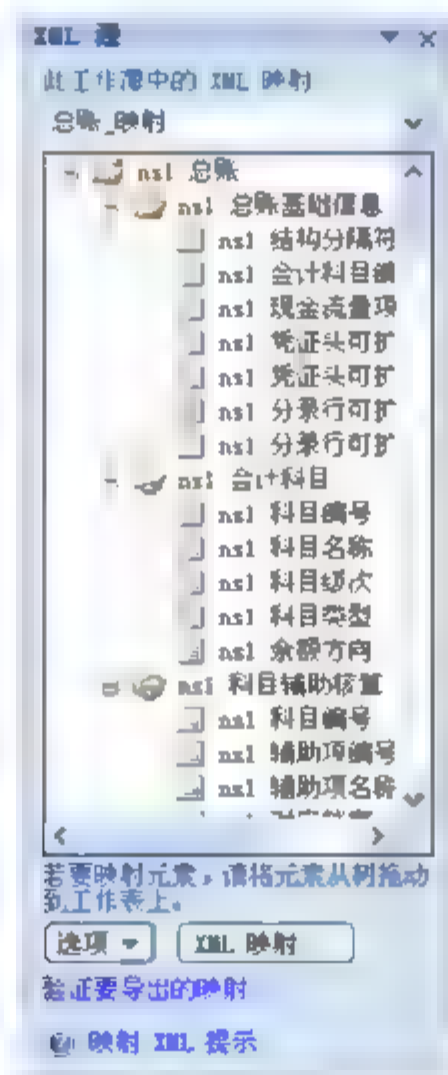 XML 源
此工作簿中的 XML 映射
总账_映射
ns1 总账
ns1 总账基础信息
ns1 结构分隔符
ns1 会计科目编
ns1 现金流量项
ns1 凭证头可扩
ns1 凭证头可扩
ns1 分录行可扩
ns1 分录行可扩
ns1 会计科目
ns1 科目编号
ns1 科目名称
ns1 科目级次
ns1 科目类型
ns1 余额方向
ns1 科目辅助核算
ns1 科目编号
ns1 辅助项编号
ns1 辅助项名称
若要映射元素，请将元素从树拖动
到工作表上。
选项 XML 映射
验证要导出的映射
映射 XML 提示